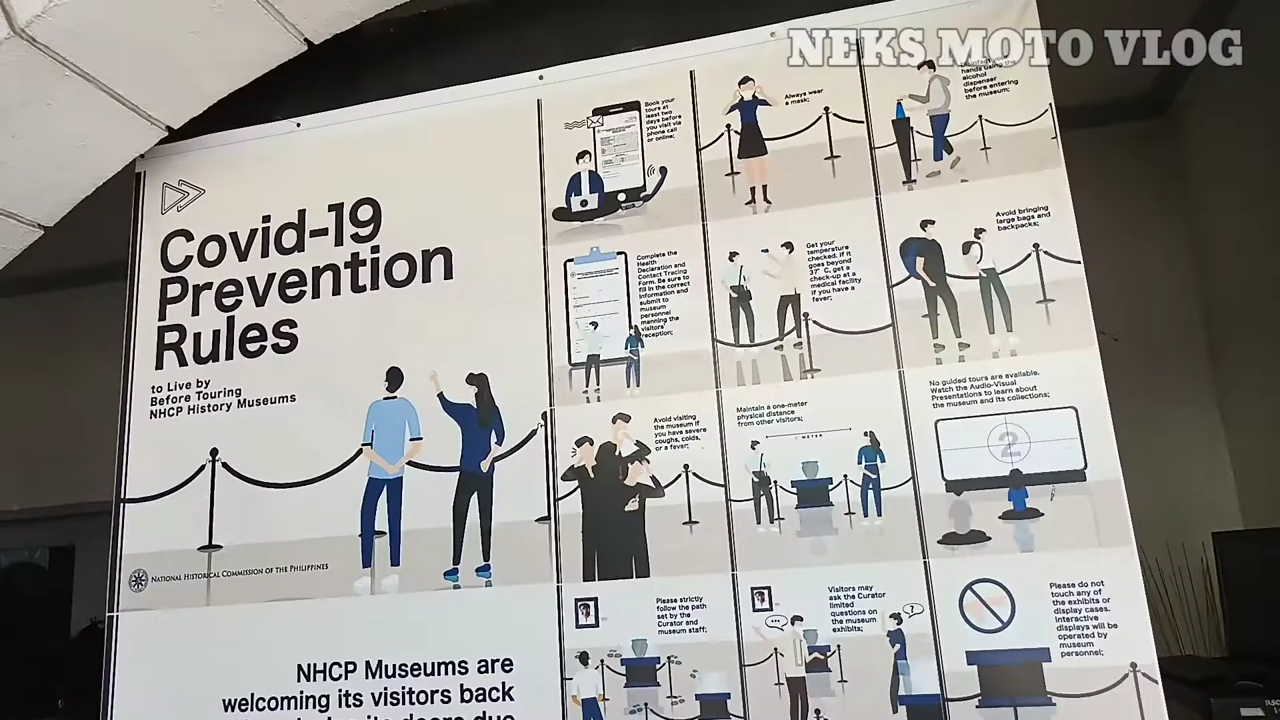 NEKS MOTO VLOG
Covid-19
Prevention
Rules
to Live by
Before Touring
NHCP History Museums
NATIONAL HISTORICAL COMMISSION OF THE PHILIPPINES
NHCP Museums are
welcoming its visitors back
Book your
tours at
least two
days before
you visit via
phone call
or online;
Always wear
a mask;
Disinfect your
hands using the
alcohol
dispenser
before entering
the museum;
Complete the
Health
Declaration and
Contact Tracing
Form. Be sure to
fill in the correct
information and
submit to
museum
personnel
manning the
visitors'
reception;
Get your
temperature
checked. If it
goes beyond
37° C, get a
check-up at a
medical facility
if you have a
fever;
Avoid bringing
large bags and
backpacks;
Avoid visiting
the museum if
you have severe
coughs, colds,
or a fever;
Maintain a one-meter
physical distance
from other visitors;
1 METER
No guided tours are available.
Watch the Audio-Visual
Presentations to learn about
the museum and its collections;
2
Please strictly
follow the path
set by the
Curator and
museum staff;
Visitors may
ask the Curator
limited
questions on
the museum
exhibits;
?
Please do not
touch any of
the exhibits or
display cases.
Interactive
displays will be
operated by
museum
personnel;